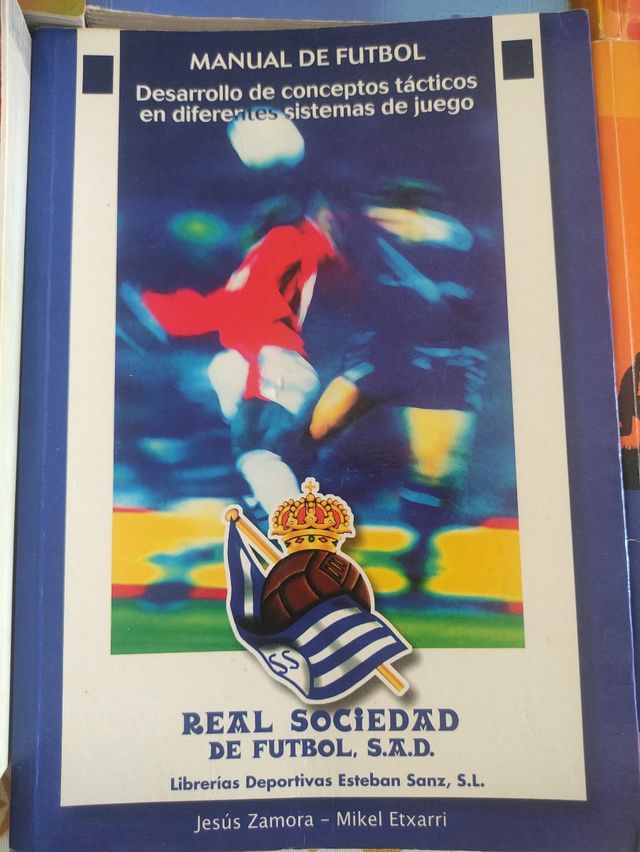 MANUAL DE FUTBOL
Desarrollo de conceptos tácticos
en diferentes sistemas de juego
SS
REAL SOCiEDAD
DE FUTBOL, S.A.D.
Librerías Deportivas Esteban Sanz, S.L.
Jesús Zamora – Mikel Etxarri